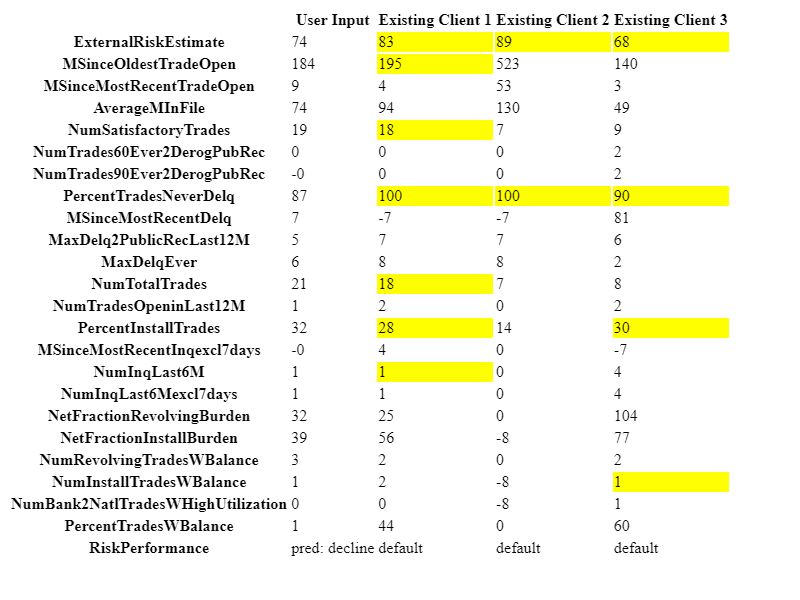 User Input Existing Client 1 Existing Client 2 Existing Client 3
ExternalRiskEstimate 74 83 89 68
MSinceOldestTradeOpen 184 195 523 140
MSinceMostRecentTradeOpen 9 4 53 3
AverageMInFile 74 94 130 49
NumSatisfactoryTrades 19 18 7 9
NumTrades60Ever2DerogPubRec 0 0 0 2
NumTrades90Ever2DerogPubRec -0 0 0 2
PercentTradesNeverDelq 87 100 100 90
MSinceMostRecentDelq 7 -7 -7 81
MaxDelq2PublicRecLast12M 5 7 7 6
MaxDelqEver 6 8 8 2
NumTotalTrades 21 18 7 8
NumTradesOpeninLast12M 1 2 0 2
PercentInstallTrades 32 28 14 30
MSinceMostRecentInqexcl7days -0 4 0 -7
NumInqLast6M 1 1 0 4
NumInqLast6Mexcl7days 1 1 0 4
NetFractionRevolvingBurden 32 25 0 104
NetFractionInstallBurden 39 56 -8 77
NumRevolvingTradesWBalance 3 2 0 2
NumInstallTradesWBalance 1 2 -8 1
NumBank2NatlTradesWHighUtilization 0 0 -8 1
PercentTradesWBalance 1 44 0 60
RiskPerformance pred: decline default default default